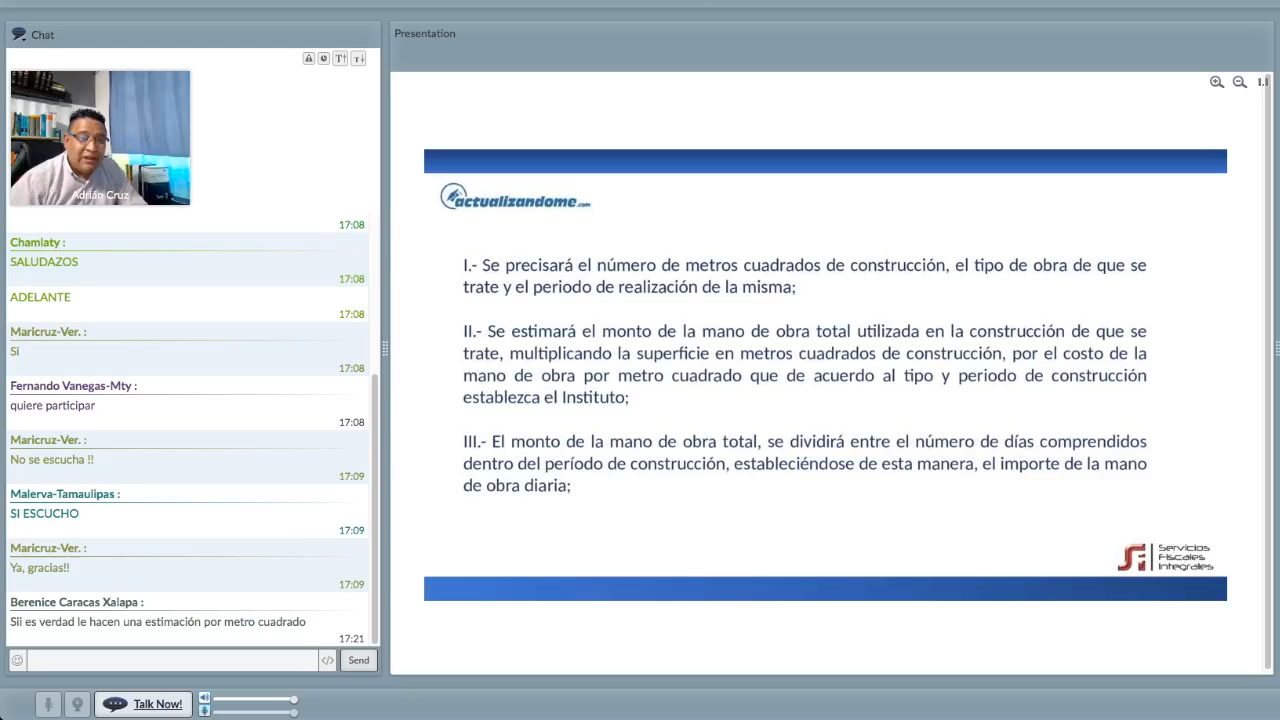 Chat
Presentation
T↑
T↓
1:1
Adrián Cruz
17:08
Chamlaty :
SALUDAZOS
17:08
ADELANTE
17:08
Maricruz-Ver. :
Si
17:08
Fernando Vanegas-Mty :
quiere participar
17:08
Maricruz-Ver. :
No se escucha !!
17:09
Malerva-Tamaulipas :
SI ESCUCHO
17:09
Maricruz-Ver. :
Ya, gracias!!
17:09
Berenice Caracas Xalapa :
Sii es verdad le hacen una estimación por metro cuadrado
17:21
Send
Talk Now!
actualizandome.com
I.- Se precisará el número de metros cuadrados de construcción, el tipo de obra de que se
trate y el periodo de realización de la misma;
II.- Se estimará el monto de la mano de obra total utilizada en la construcción de que se
trate, multiplicando la superficie en metros cuadrados de construcción, por el costo de la
mano de obra por metro cuadrado que de acuerdo al tipo y periodo de construcción
establezca el Instituto;
III.- El monto de la mano de obra total, se dividirá entre el número de días comprendidos
dentro del período de construcción, estableciéndose de esta manera, el importe de la mano
de obra diaria;
Servicios
Fiscales
Integrales